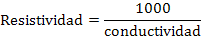 Resistividad = 1000 / conductividad